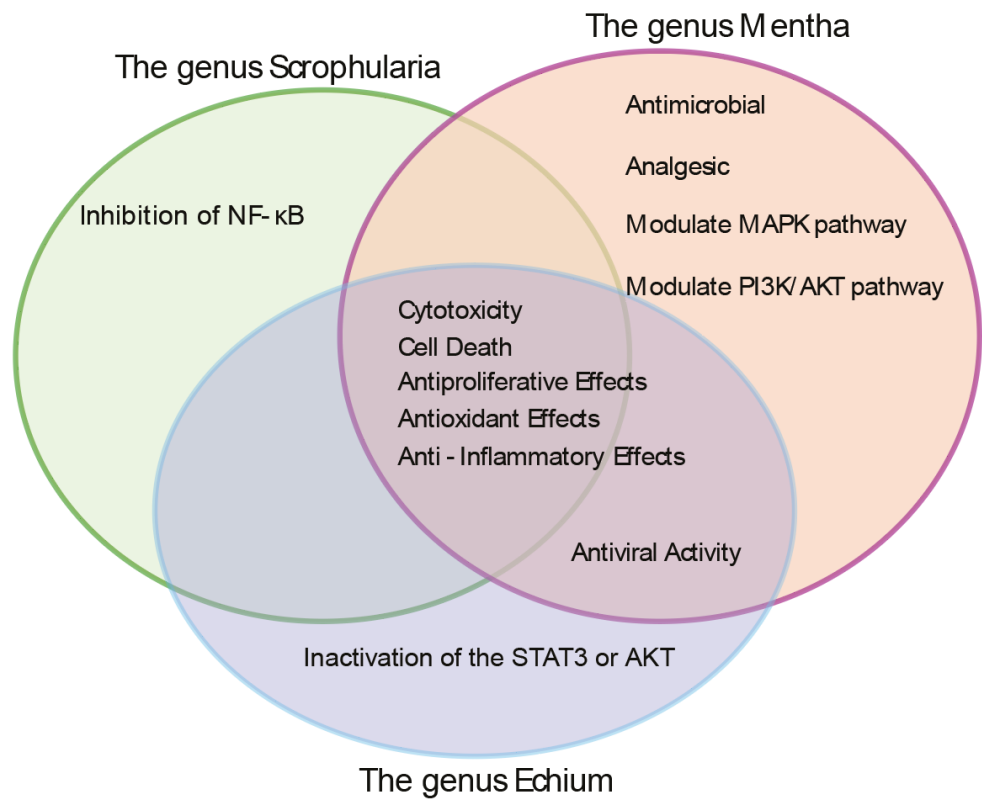 The genus Mentha
The genus Scrophularia
Antimicrobial
Analgesic
Inhibition of NF-κB
Modulate MAPK pathway
Modulate PI3K/AKT pathway
Cytotoxicity
Cell Death
Antiproliferative Effects
Antioxidant Effects
Anti - Inflammatory Effects
Antiviral Activity
Inactivation of the STAT3 or AKT
The genus Echium